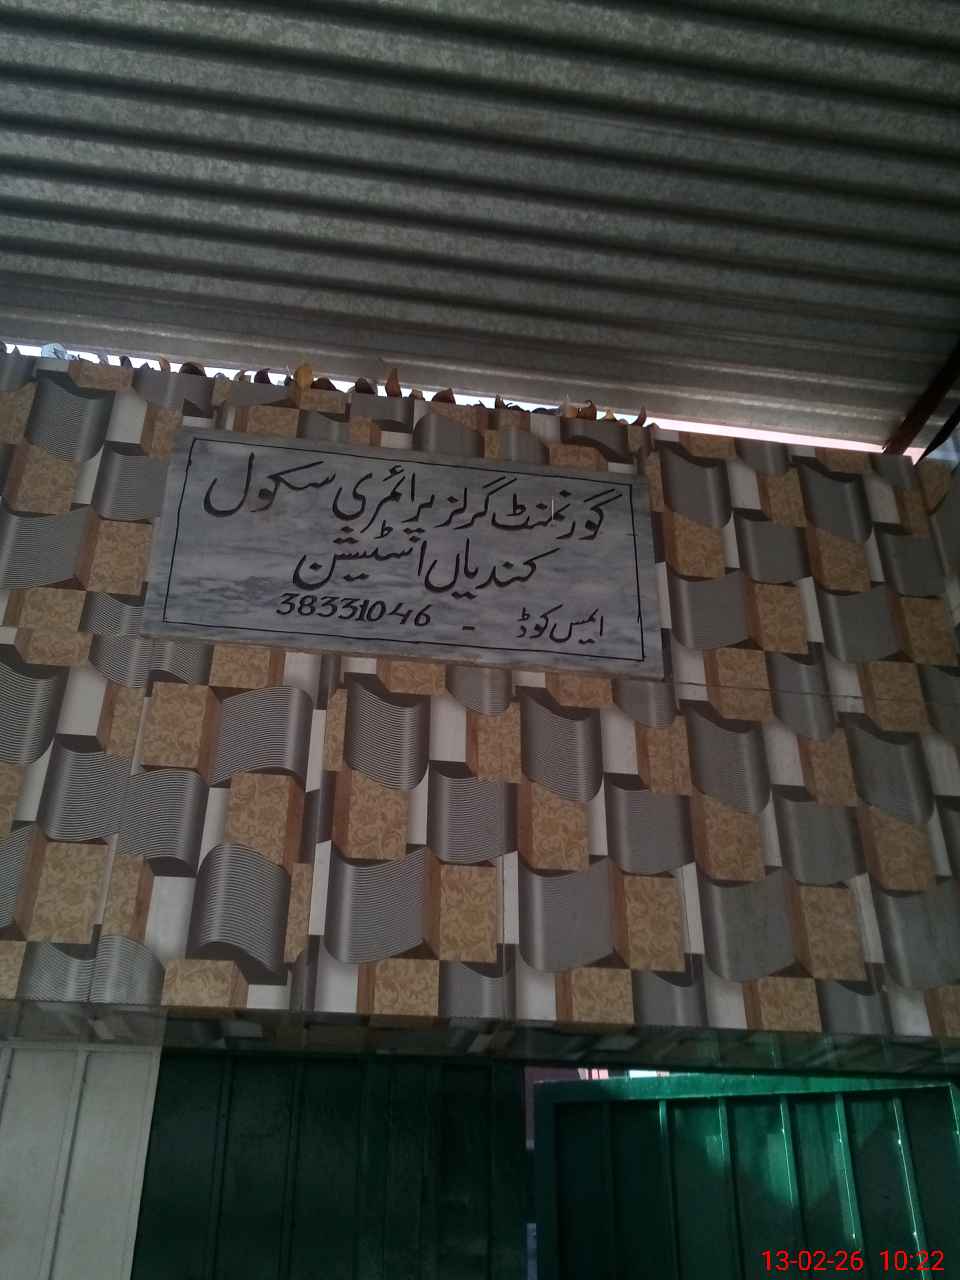 گورنمنٹ گرلز پرائمری سکول
کندیاں اسٹیشن
ایمس کوڈ - 38331046
13-02-26 10:22